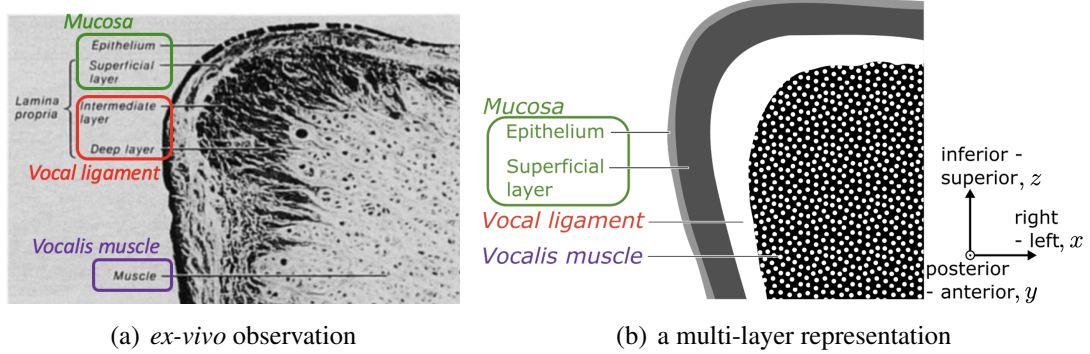 Mucosa
Epithelium
Superficial
layer
Lamina
propria
Intermediate
layer
Deep layer
Vocal ligament
Vocalis muscle
Muscle
(a) ex-vivo observation
Mucosa
Epithelium
Superficial
layer
Vocal ligament
Vocalis muscle
inferior -
superior, z
right
- left, x
posterior
- anterior, y
(b) a multi-layer representation